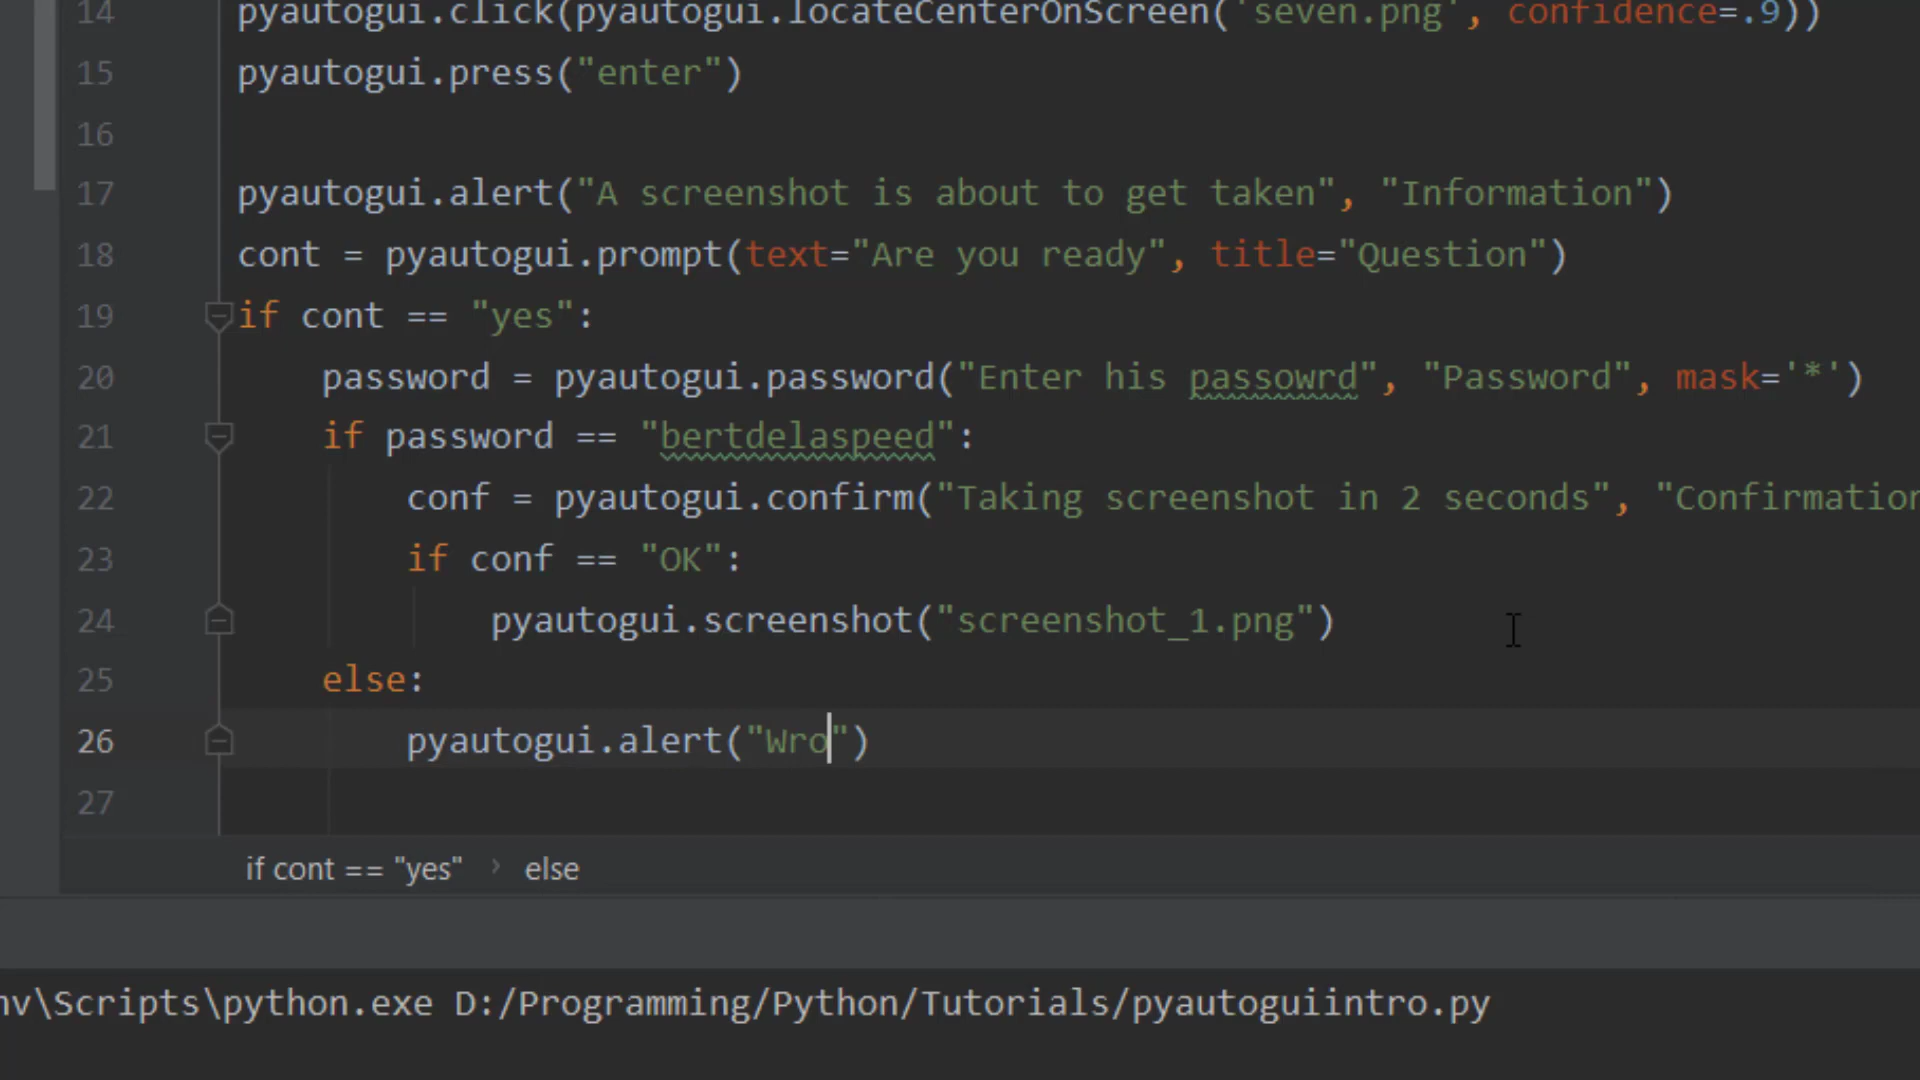 14 pyautogui.click(pyautogui.locateCenterOnScreen('seven.png', confidence=.9))
15 pyautogui.press("enter")
16
17 pyautogui.alert("A screenshot is about to get taken", "Information")
18 cont = pyautogui.prompt(text="Are you ready", title="Question")
19 if cont == "yes":
20 password = pyautogui.password("Enter his passowrd", "Password", mask='*')
21 if password == "bertdelaspeed":
22 conf = pyautogui.confirm("Taking screenshot in 2 seconds", "Confirmation
23 if conf == "OK":
24 pyautogui.screenshot("screenshot_1.png")
25 else:
26 pyautogui.alert("Wro")
27
if cont == "yes" › else
nv\Scripts\python.exe D:/Programming/Python/Tutorials/pyautoguiintro.py